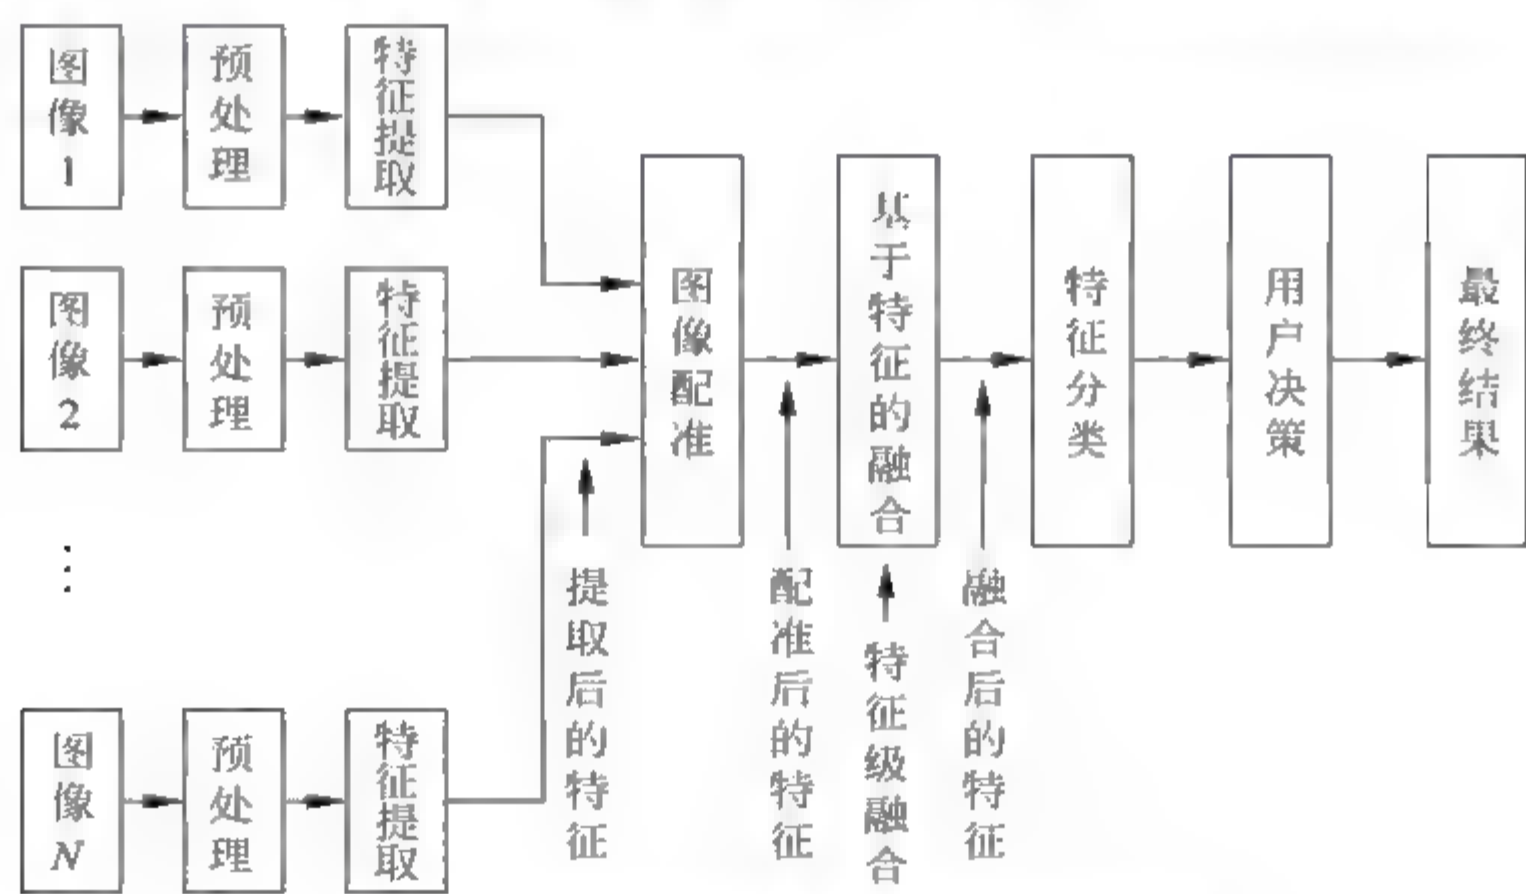 图像1
预处理
特征提取
图像2
预处理
特征提取
⋮
图像N
预处理
特征提取
图像配准
基于特征的融合
特征分类
用户决策
最终结果
提取后的特征
配准后的特征
特征级融合
融合后的特征